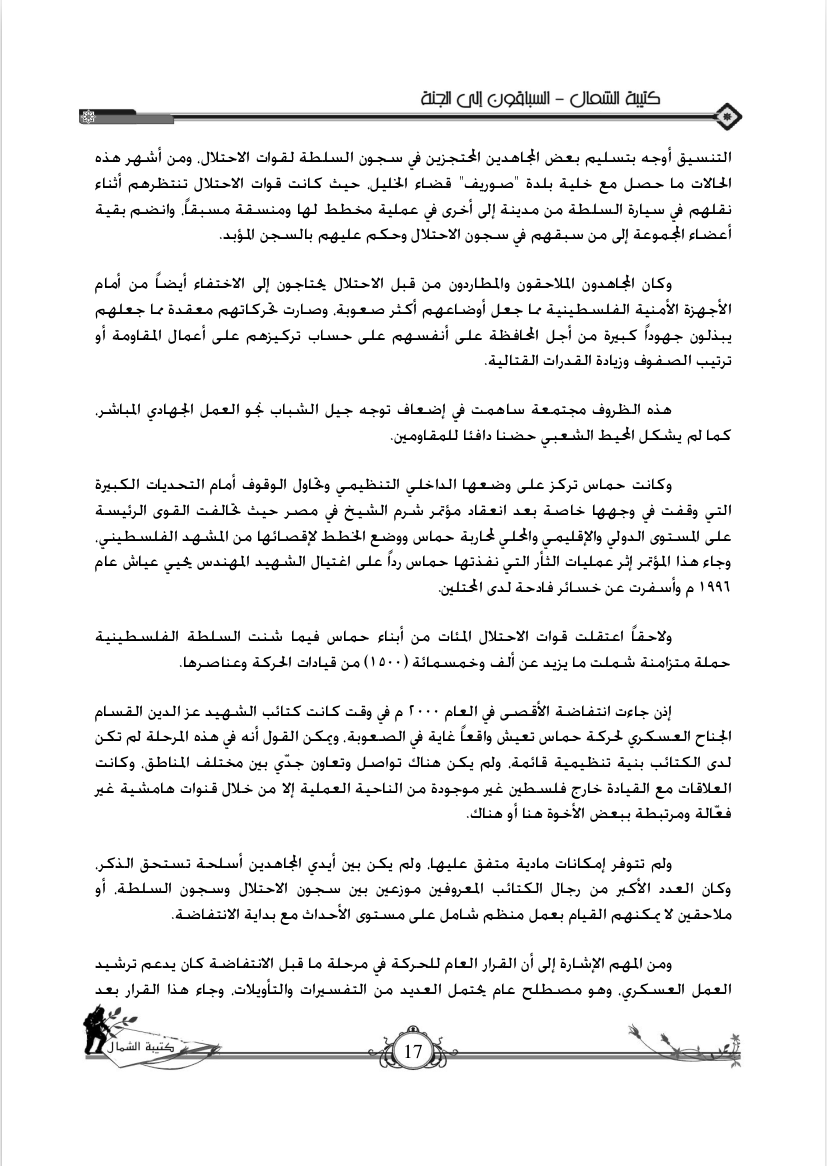 كتيبة الشمال - السباقون إلى الجنة
التنسيق أوجه بتسليم بعض المجاهدين المحتجزين في سجون السلطة لقوات الاحتلال، ومن أشهر هذه
الحالات ما حصل مع خلية بلدة "صوريف" قضاء الخليل، حيث كانت قوات الاحتلال تنتظرهم أثناء
نقلهم في سيارة السلطة من مدينة إلى أخرى في عملية مخطط لها ومنسقة مسبقاً، وانضم بقية
أعضاء المجموعة إلى من سبقهم في سجون الاحتلال وحكم عليهم بالسجن المؤبد.
وكان المجاهدون الملاحقون والمطاردون من قبل الاحتلال يحتاجون إلى الاختفاء أيضاً من أمام
الأجهزة الأمنية الفلسطينية مما جعل أوضاعهم أكثر صعوبة، وصارت تحركاتهم معقدة مما جعلهم
يبذلون جهوداً كبيرة من أجل المحافظة على أنفسهم على حساب تركيزهم على أعمال المقاومة أو
ترتيب الصفوف وزيادة القدرات القتالية.
هذه الظروف مجتمعة ساهمت في إضعاف توجه جيل الشباب نحو العمل الجهادي المباشر،
كما لم يشكل المحيط الشعبي حضنا دافئا للمقاومين.
وكانت حماس تركز على وضعها الداخلي التنظيمي وتحاول الوقوف أمام التحديات الكبيرة
التي وقفت في وجهها خاصة بعد انعقاد مؤتمر شرم الشيخ في مصر حيث تحالفت القوى الرئيسة
على المستوى الدولي والإقليمي والمحلي لمحاربة حماس ووضع الخطط لإقصائها من المشهد الفلسطيني،
وجاء هذا المؤتمر إثر عمليات الثأر التي نفذتها حماس رداً على اغتيال الشهيد المهندس يحيي عياش عام
١٩٩٦ م وأسفرت عن خسائر فادحة لدى المحتلين.
ولاحقاً اعتقلت قوات الاحتلال المئات من أبناء حماس فيما شنت السلطة الفلسطينية
حملة متزامنة شملت ما يزيد عن ألف وخمسمائة (١٥٠٠) من قيادات الحركة وعناصرها.
إذن جاءت انتفاضة الأقصى في العام ٢٠٠٠ م في وقت كانت كتائب الشهيد عز الدين القسام
الجناح العسكري لحركة حماس تعيش واقعاً غاية في الصعوبة، ويمكن القول أنه في هذه المرحلة لم تكن
لدى الكتائب بنية تنظيمية قائمة، ولم يكن هناك تواصل وتعاون جدّي بين مختلف المناطق، وكانت
العلاقات مع القيادة خارج فلسطين غير موجودة من الناحية العملية إلا من خلال قنوات هامشية غير
فعّالة ومرتبطة ببعض الأخوة هنا أو هناك.
ولم تتوفر إمكانات مادية متفق عليها، ولم يكن بين أيدي المجاهدين أسلحة تستحق الذكر،
وكان العدد الأكبر من رجال الكتائب المعروفين موزعين بين سجون الاحتلال وسجون السلطة، أو
ملاحقين لا يمكنهم القيام بعمل منظم شامل على مستوى الأحداث مع بداية الانتفاضة.
ومن المهم الإشارة إلى أن القرار العام للحركة في مرحلة ما قبل الانتفاضة كان يدعم ترشيد
العمل العسكري، وهو مصطلح عام يحتمل العديد من التفسيرات والتأويلات، وجاء هذا القرار بعد
كتيبة الشمال
17